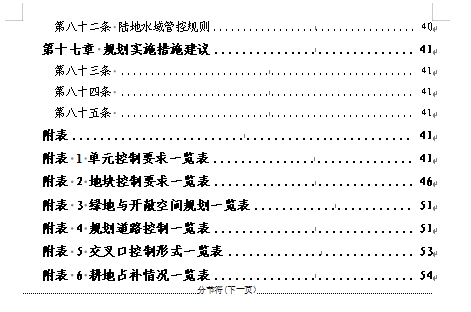 第八十二条 陆地水域管控规则 40
第十七章 规划实施措施建议 41
第八十三条 41
第八十四条 41
第八十五条 41
附表 41
附表 1 单元控制要求一览表 41
附表 2 地块控制要求一览表 46
附表 3 绿地与开敞空间规划一览表 51
附表 4 规划道路控制一览表 51
附表 5 交叉口控制形式一览表 53
附表 6 耕地占补情况一览表 54
分节符(下一页)